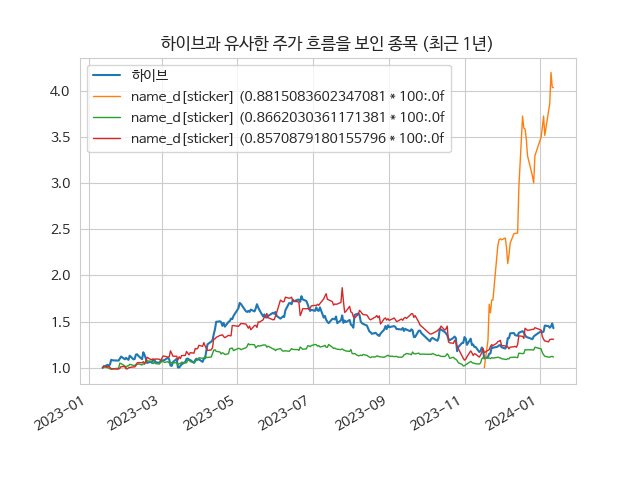 하이브과 유사한 주가 흐름을 보인 종목 (최근 1년)
하이브
name_d[sticker] (0.8815083602347081 * 100:.0f
name_d[sticker] (0.8662030361171381 * 100:.0f
name_d[sticker] (0.8570879180155796 * 100:.0f
4.0
3.5
3.0
2.5
2.0
1.5
1.0
2023-01
2023-03
2023-05
2023-07
2023-09
2023-11
2024-01